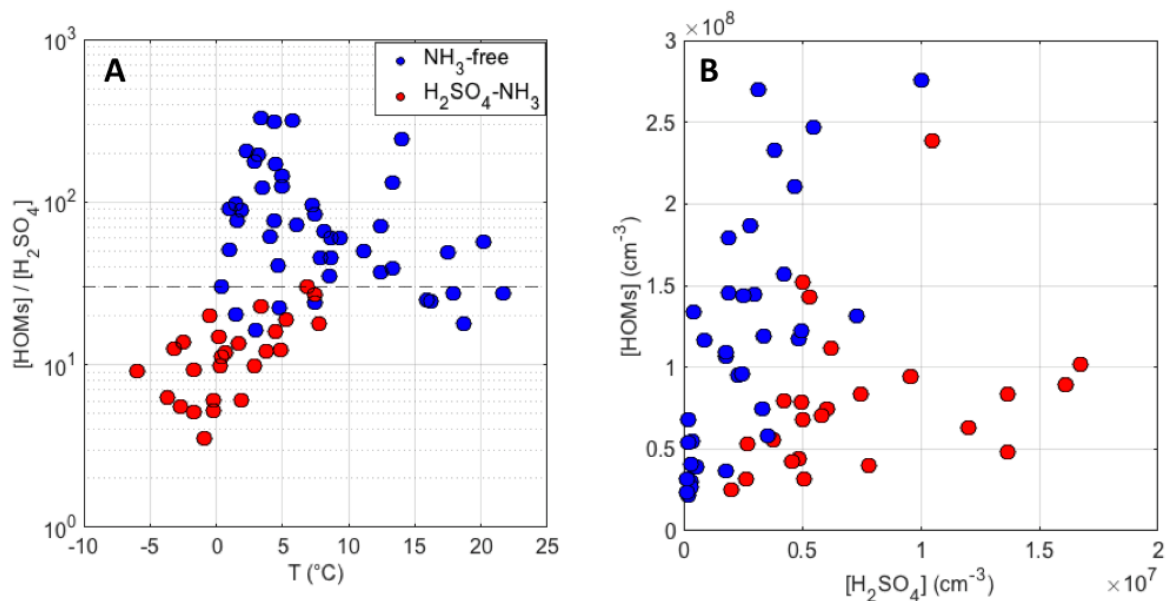 A
NH₃-free
H₂SO₄-NH₃
10³
10²
10¹
10⁰
[HOMs] / [H₂SO₄]
-10 -5 0 5 10 15 20 25
T (°C)
B
×10⁸
3
2.5
2
1.5
1
0.5
0
[HOMs] (cm⁻³)
0 0.5 1 1.5 2
[H₂SO₄] (cm⁻³)
×10⁷